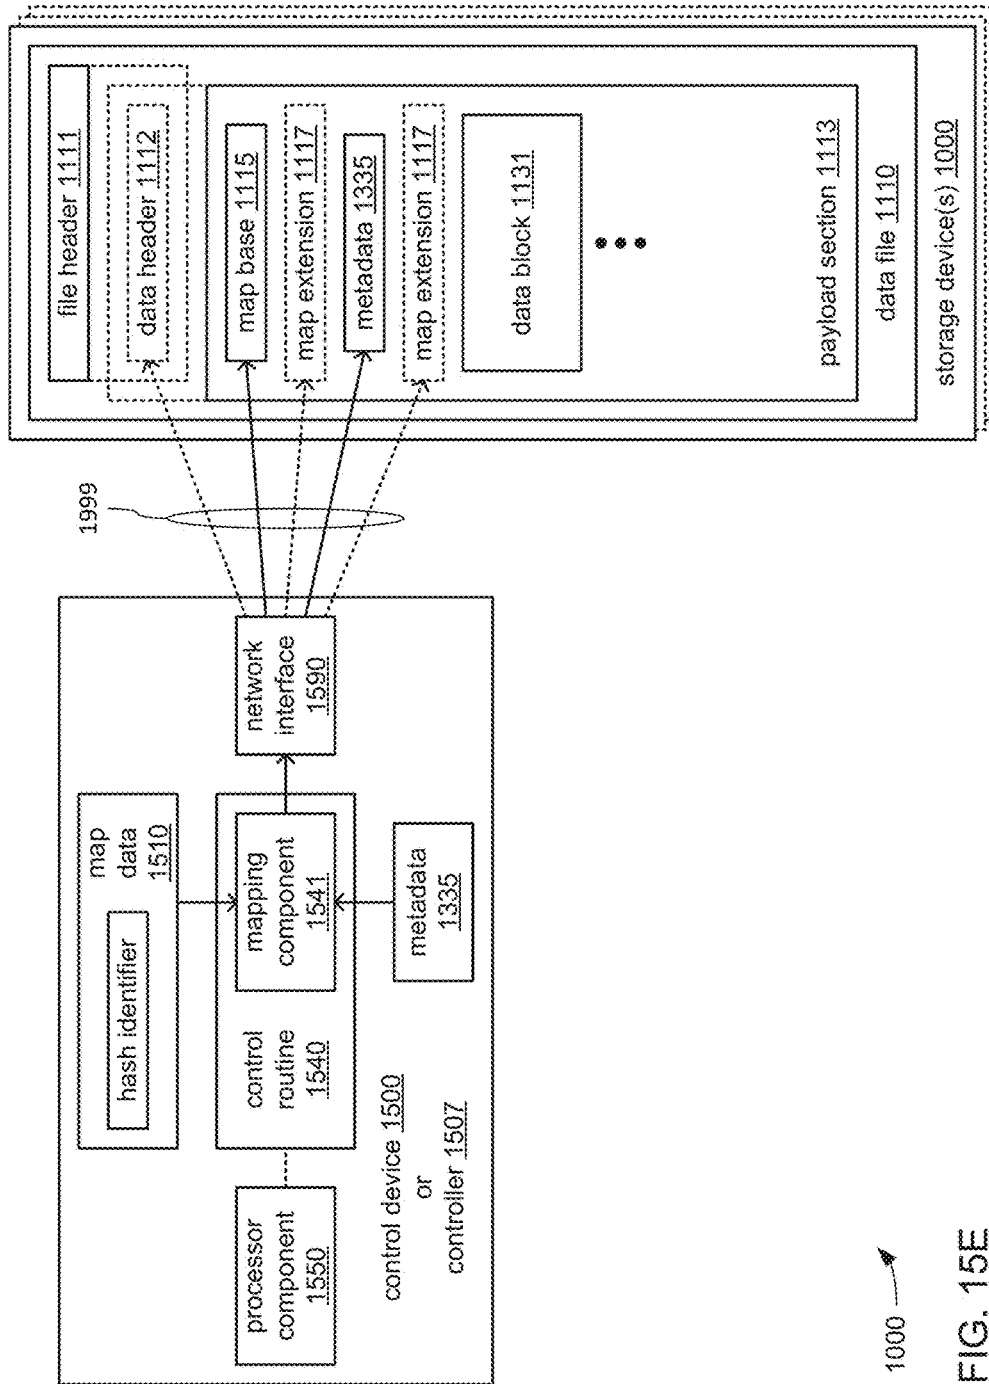 processor
component
1550
control
routine
1540
map
data
1510
hash identifier
mapping
component
1541
metadata
1335
control device 1500
or
controller 1507
network
interface
1590
1999
file header 1111
data header 1112
map base 1115
map extension 1117
metadata 1335
map extension 1117
data block 1131
•••
payload section 1113
data file 1110
storage device(s) 1000
1000
FIG. 15E